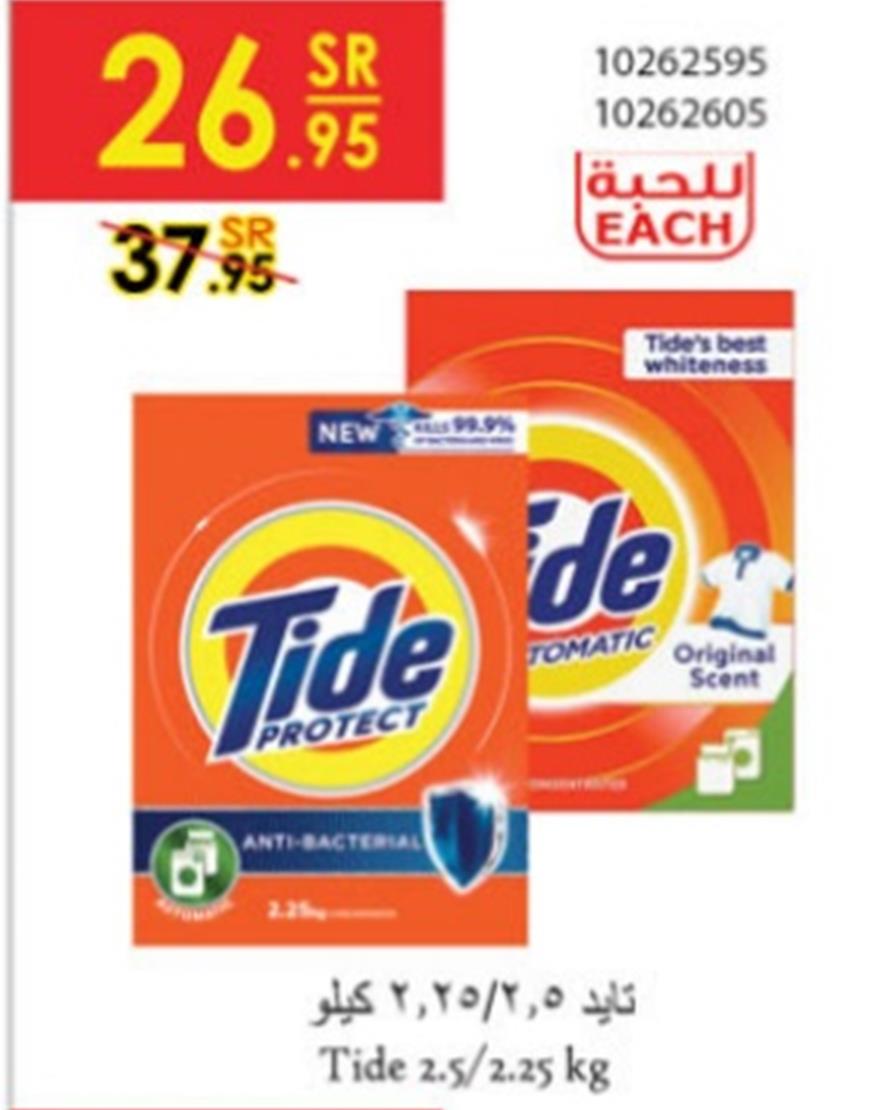 26.95 SR
37.95 SR
10262595
10262605
للحبة
EACH
Tide's best
whiteness
NEW
KILLS 99.9%
Tide
PROTECT
ANTI-BACTERIAL
AUTOMATIC
2.25kg
ide
TOMATIC
Original
Scent
تايد ٢,٢٥/٢,٥ كيلو
Tide 2.5/2.25 kg